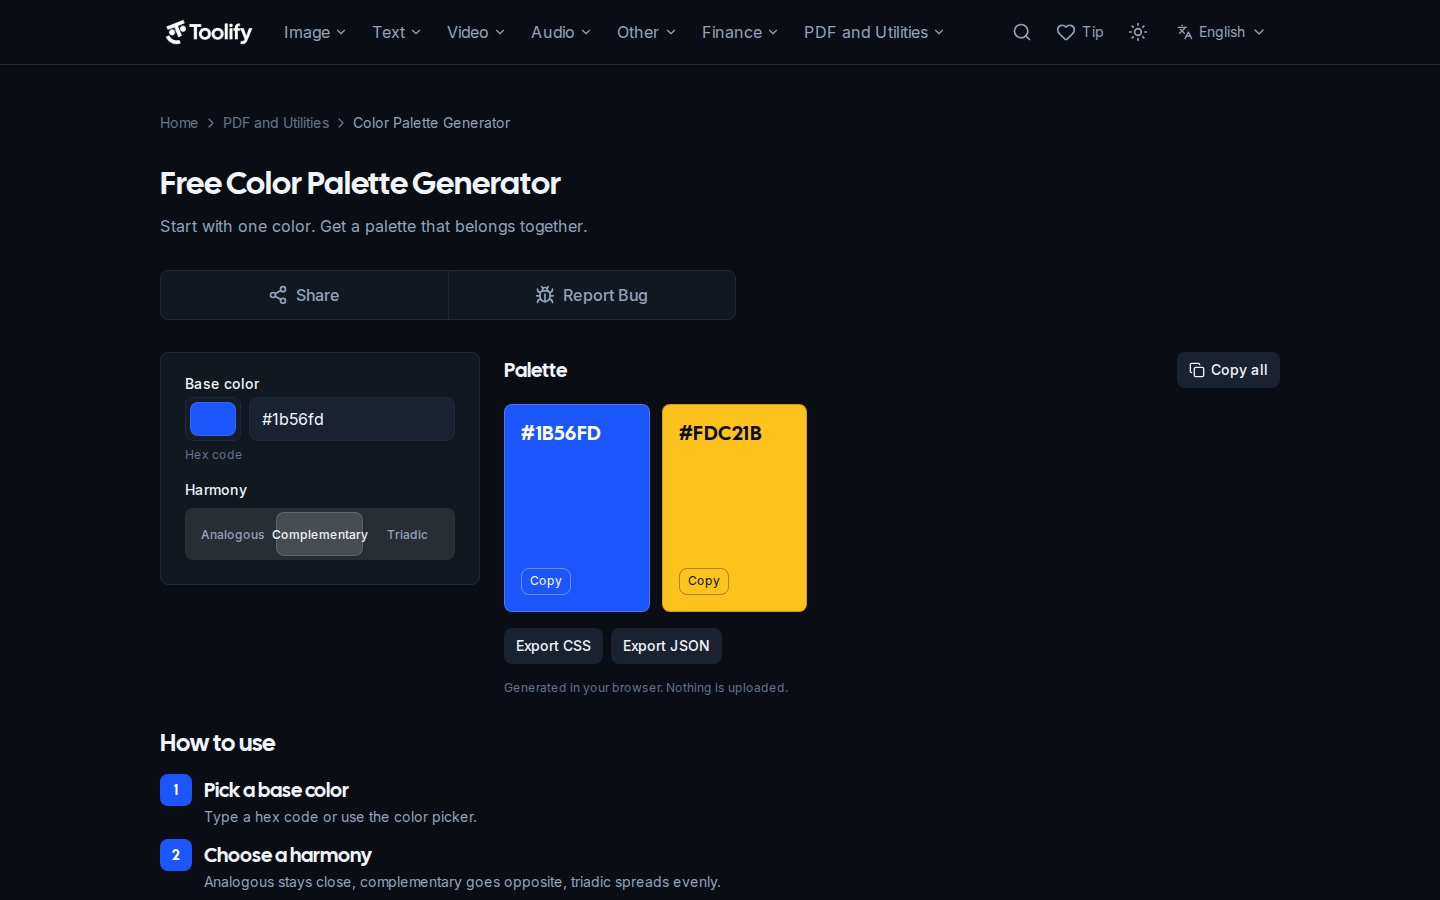 Toolify Image Text Video Audio Other Finance PDF and Utilities Tip English
Home > PDF and Utilities > Color Palette Generator
Free Color Palette Generator
Start with one color. Get a palette that belongs together.
Share
Report Bug
Base color
#1b56fd
Hex code
Harmony
Analogous Complementary Triadic
Palette
Copy all
#1B56FD
Copy
#FDC21B
Copy
Export CSS
Export JSON
Generated in your browser. Nothing is uploaded.
How to use
1 Pick a base color
Type a hex code or use the color picker.
2 Choose a harmony
Analogous stays close, complementary goes opposite, triadic spreads evenly.